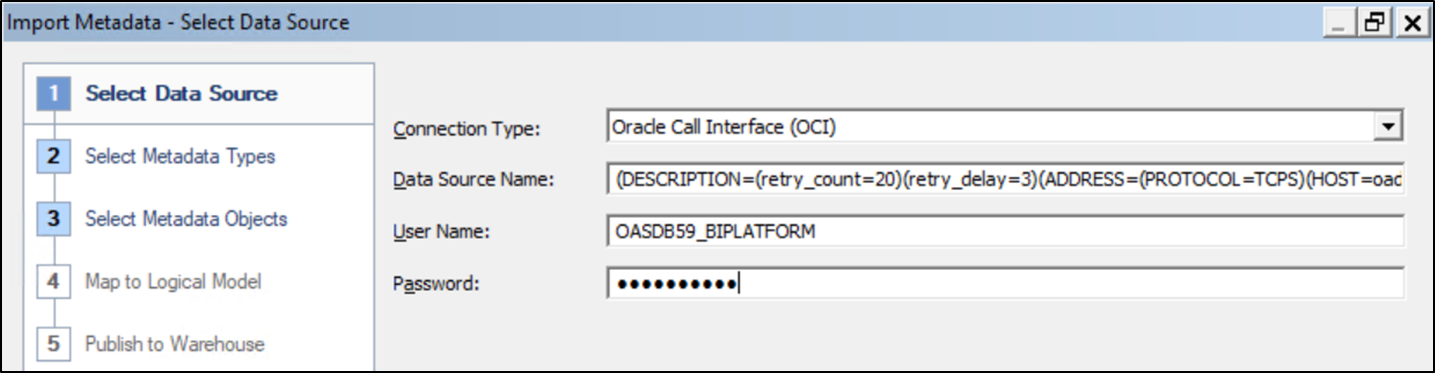 Import Metadata - Select Data Source
1 Select Data Source
2 Select Metadata Types
3 Select Metadata Objects
4 Map to Logical Model
5 Publish to Warehouse
Connection Type: Oracle Call Interface (OCI)
Data Source Name: (DESCRIPTION=(retry_count=20)(retry_delay=3)(ADDRESS=(PROTOCOL=TCPS)(HOST=oad
User Name: OASDB59_BIPLATFORM
Password: ●●●●●●●●●●